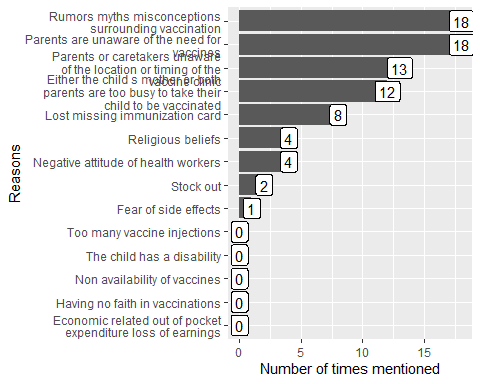 Rumors myths misconceptions
surrounding vaccination
18
Parents are unaware of the need for
vaccines
18
Parents or caretakers unaware
of the location or timing of the
vaccine clinic
13
Either the child s mother or both
parents are too busy to take their
child to be vaccinated
12
Lost missing immunization card
8
Religious beliefs
4
Negative attitude of health workers
4
Stock out
2
Fear of side effects
1
Too many vaccine injections
0
The child has a disability
0
Non availability of vaccines
0
Having no faith in vaccinations
0
Economic related out of pocket
expenditure loss of earnings
0
Reasons
0 5 10 15
Number of times mentioned